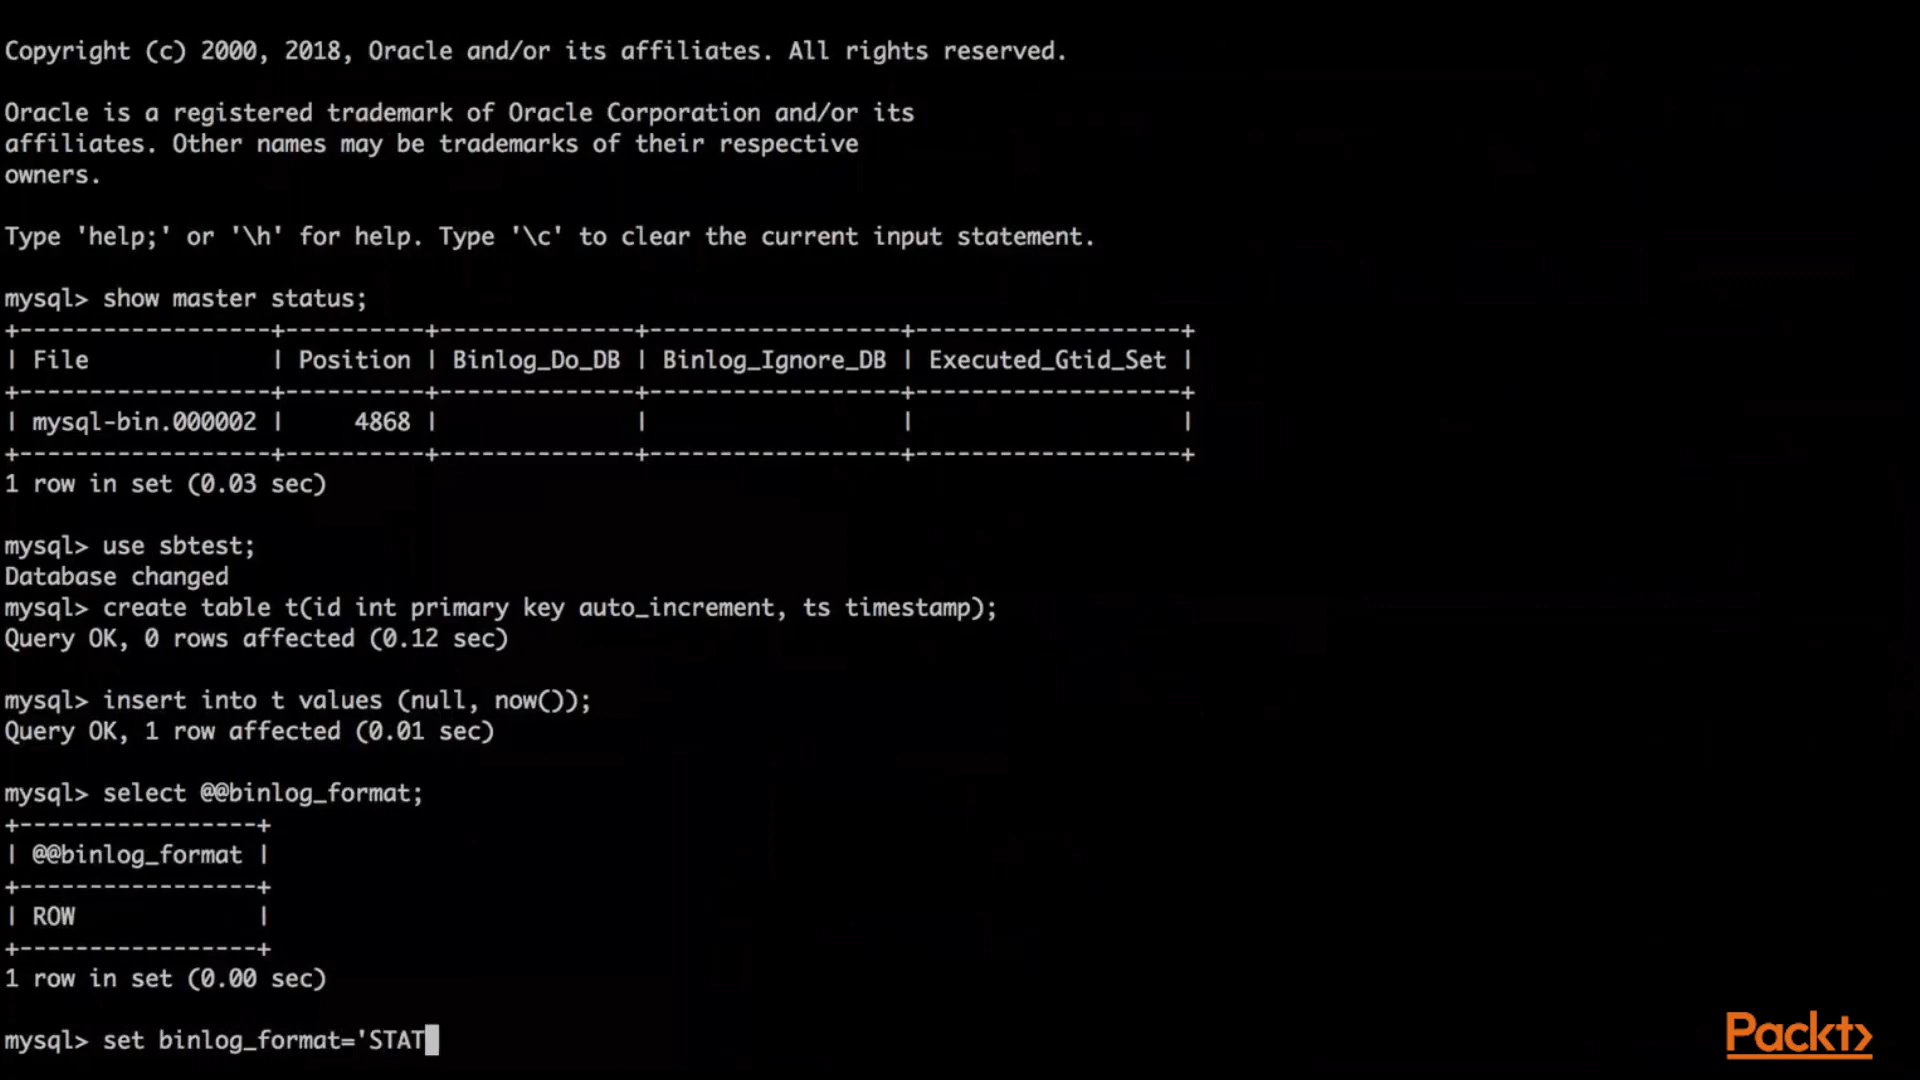 Copyright (c) 2000, 2018, Oracle and/or its affiliates. All rights reserved.
Oracle is a registered trademark of Oracle Corporation and/or its
affiliates. Other names may be trademarks of their respective
owners.
Type 'help;' or '\h' for help. Type '\c' to clear the current input statement.
mysql> show master status;
+------------------+----------+--------------+------------------+-------------------+
| File             | Position | Binlog_Do_DB | Binlog_Ignore_DB | Executed_Gtid_Set |
+------------------+----------+--------------+------------------+-------------------+
| mysql-bin.000002 |     4868 |              |                  |                   |
+------------------+----------+--------------+------------------+-------------------+
1 row in set (0.03 sec)
mysql> use sbtest;
Database changed
mysql> create table t(id int primary key auto_increment, ts timestamp);
Query OK, 0 rows affected (0.12 sec)
mysql> insert into t values (null, now());
Query OK, 1 row affected (0.01 sec)
mysql> select @@binlog_format;
+-----------------+
| @@binlog_format |
+-----------------+
| ROW             |
+-----------------+
1 row in set (0.00 sec)
mysql> set binlog_format='STAT
Packt>